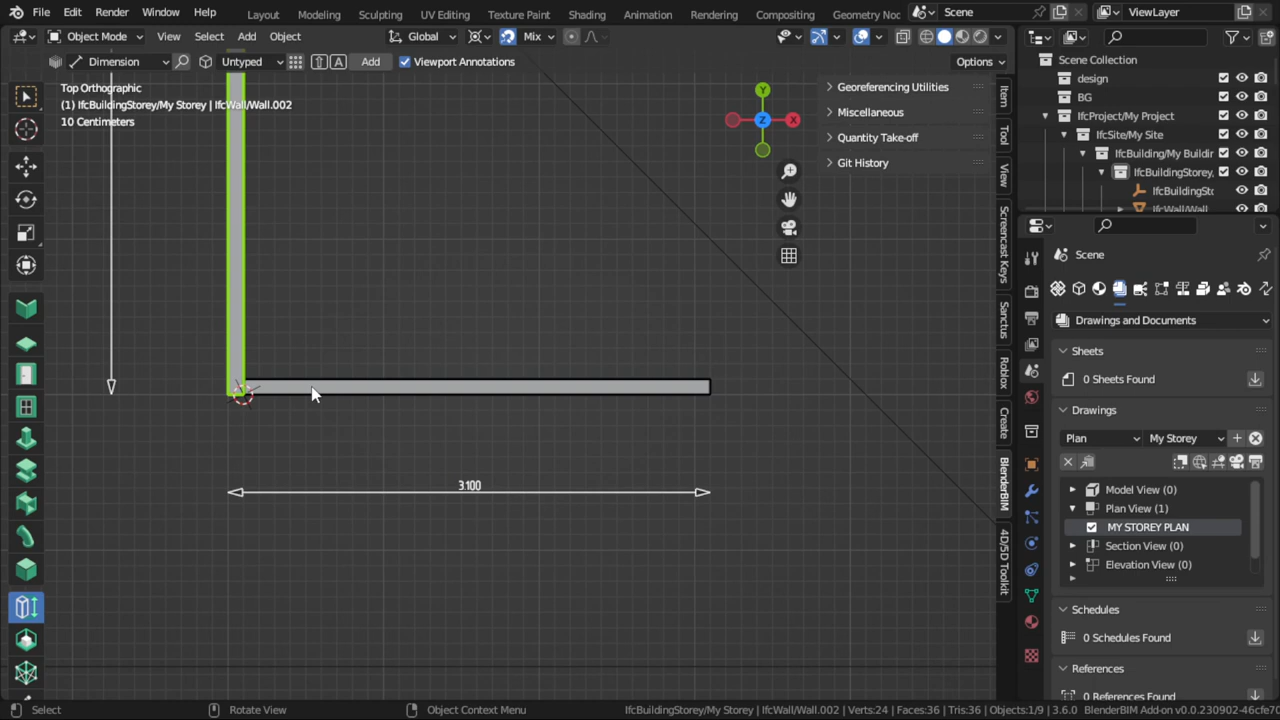 File Edit Render Window Help Layout Modeling Sculpting UV Editing Texture Paint Shading Animation Rendering Compositing Geometry Noc Scene ViewLayer
Object Mode View Select Add Object Global Mix
Dimension Untyped A Add Viewport Annotations Options
Top Orthographic
(1) IfcBuildingStorey/My Storey | IfcWall/Wall.002
10 Centimeters
3.100
Y
Z
X
Georeferencing Utilities
Miscellaneous
Quantity Take-off
Git History
Item
Tool
View
Screencast Keys
Sanctus
Roblox
Create
BlenderBIM
4D/5D Toolkit
Scene Collection
design
BG
IfcProject/My Project
IfcSite/My Site
IfcBuilding/My Buildir
IfcBuildingStorey,
IfcBuildingSto
IfcWall/Wall
Scene
Drawings and Documents
Sheets
0 Sheets Found
Drawings
Plan My Storey
Model View (0)
Plan View (1)
MY STOREY PLAN
Section View (0)
Elevation View (0)
Schedules
0 Schedules Found
References
0 References Found
Select Rotate View Object Context Menu IfcBuildingStorey/My Storey | IfcWall/Wall.002 | Verts:24 | Faces:36 | Tris:36 | Objects:1/9 | 3.6.0 | BlenderBIM Add-on v0.0.230902-46cfe70